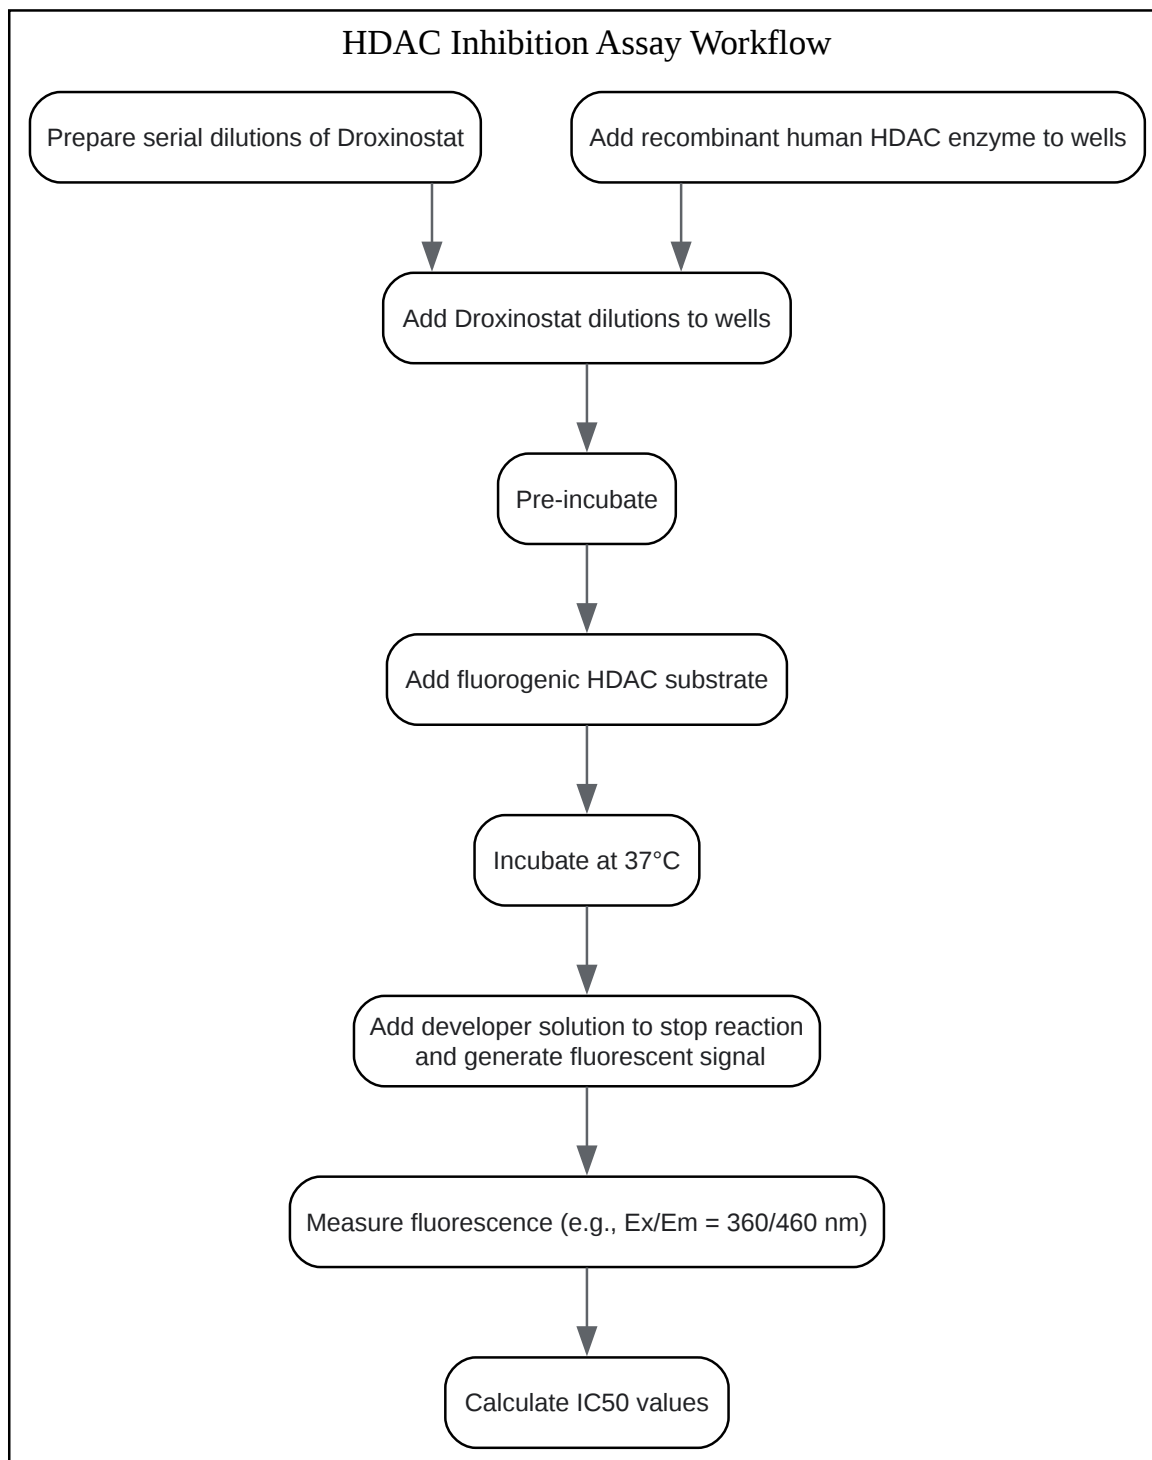 HDAC Inhibition Assay Workflow
Prepare serial dilutions of Droxinostat
Add recombinant human HDAC enzyme to wells
Add Droxinostat dilutions to wells
Pre-incubate
Add fluorogenic HDAC substrate
Incubate at 37°C
Add developer solution to stop reaction
and generate fluorescent signal
Measure fluorescence (e.g., Ex/Em = 360/460 nm)
Calculate IC50 values